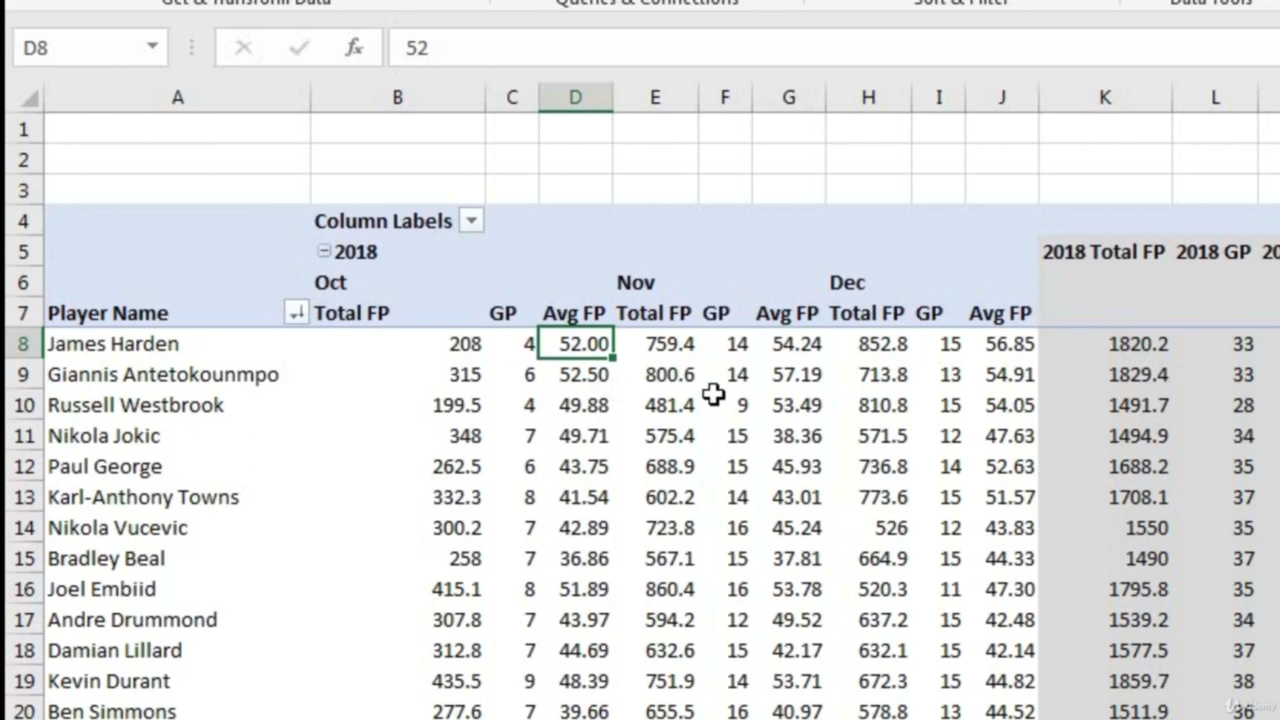 Get & Transform Data Queries & Connections Sort & Filter Data Tools
D8 fx 52
A B C D E F G H I J K L
1
2
3
4 Column Labels
5 2018 2018 Total FP 2018 GP 20
6 Oct Nov Dec
7 Player Name Total FP GP Avg FP Total FP GP Avg FP Total FP GP Avg FP
8 James Harden 208 4 52.00 759.4 14 54.24 852.8 15 56.85 1820.2 33
9 Giannis Antetokounmpo 315 6 52.50 800.6 14 57.19 713.8 13 54.91 1829.4 33
10 Russell Westbrook 199.5 4 49.88 481.4 9 53.49 810.8 15 54.05 1491.7 28
11 Nikola Jokic 348 7 49.71 575.4 15 38.36 571.5 12 47.63 1494.9 34
12 Paul George 262.5 6 43.75 688.9 15 45.93 736.8 14 52.63 1688.2 35
13 Karl-Anthony Towns 332.3 8 41.54 602.2 14 43.01 773.6 15 51.57 1708.1 37
14 Nikola Vucevic 300.2 7 42.89 723.8 16 45.24 526 12 43.83 1550 35
15 Bradley Beal 258 7 36.86 567.1 15 37.81 664.9 15 44.33 1490 37
16 Joel Embiid 415.1 8 51.89 860.4 16 53.78 520.3 11 47.30 1795.8 35
17 Andre Drummond 307.8 7 43.97 594.2 12 49.52 637.2 15 42.48 1539.2 34
18 Damian Lillard 312.8 7 44.69 632.6 15 42.17 632.1 15 42.14 1577.5 37
19 Kevin Durant 435.5 9 48.39 751.9 14 53.71 672.3 15 44.82 1859.7 38
20 Ben Simmons 277.6 7 39.66 655.5 16 40.97 578.8 13 44.52 1511.9 36
Udemy